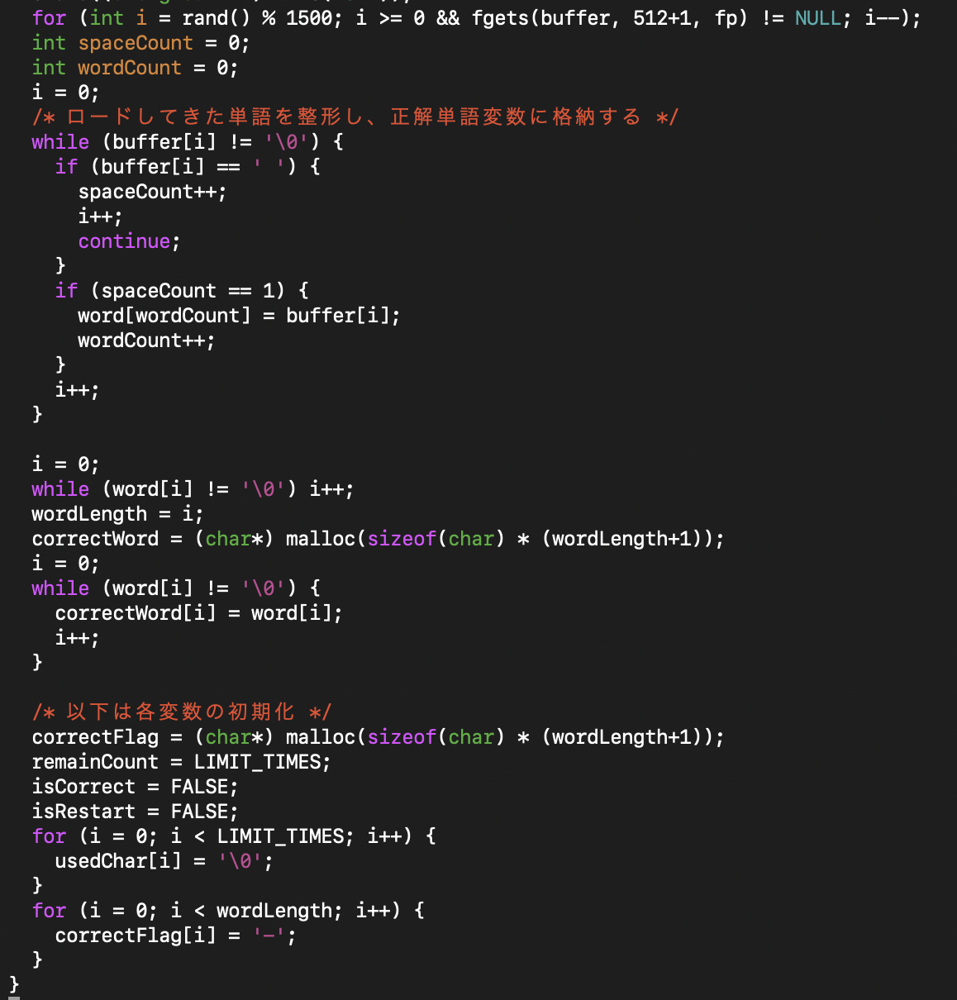 for (int i = rand() % 1500; i >= 0 && fgets(buffer, 512+1, fp) != NULL; i--);
int spaceCount = 0;
int wordCount = 0;
i = 0;
/* ロードしてきた単語を整形し、正解単語変数に格納する */
while (buffer[i] != '\0') {
if (buffer[i] == ' ') {
spaceCount++;
i++;
continue;
}
if (spaceCount == 1) {
word[wordCount] = buffer[i];
wordCount++;
}
i++;
}
i = 0;
while (word[i] != '\0') i++;
wordLength = i;
correctWord = (char*) malloc(sizeof(char) * (wordLength+1));
i = 0;
while (word[i] != '\0') {
correctWord[i] = word[i];
i++;
}
/* 以下は各変数の初期化 */
correctFlag = (char*) malloc(sizeof(char) * (wordLength+1));
remainCount = LIMIT_TIMES;
isCorrect = FALSE;
isRestart = FALSE;
for (i = 0; i < LIMIT_TIMES; i++) {
usedChar[i] = '\0';
}
for (i = 0; i < wordLength; i++) {
correctFlag[i] = '-';
}
}